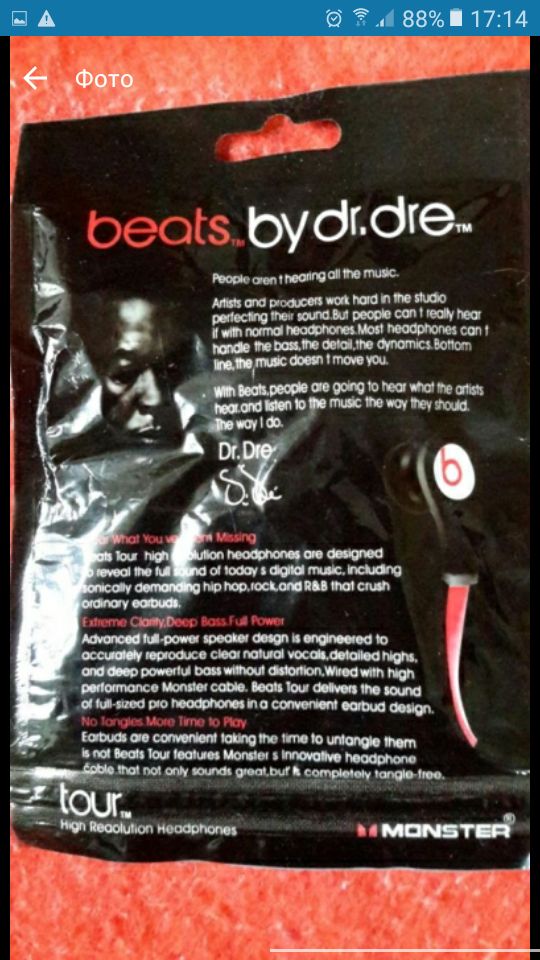 88% 17:14
Фото
beats™ by dr.dre™
People aren t hearing all the music.
Artists and producers work hard in the studio
perfecting their sound.But people can t really hear
if with normal headphones.Most headphones can t
handle the bass,the detail,the dynamics.Bottom
line,the music doesn t move you.
With Beats,people are going to hear what the artists
hear.and listen to the music the way they should.
The way I do.
Dr.Dre
b
What You ve Missing
Tour high headphones are designed
reveal the full sound of today s digital music, including
sonically demanding hip hop,rock,and R&B that crush
ordinary earbuds.
Extreme Clarity,Deep Bass.Full Power
Advanced full-power speaker desgn is engineered to
accurately reproduce clear natural vocais,detailed highs,
and deep powerful bass without distortion,Wired with high
performance Monster cable. Beats Tour delivers the sound
of full-sized pro headphones in a convenient earbud design.
No Tangles.More Time to Play
Earbuds are convenient taking the time to untangle them
is not Beats Tour features Monster s Innovative headphone
coble that not only sounds great,but is completely tangle-free.
tour™
High Reaolution Headphones
MONSTER®